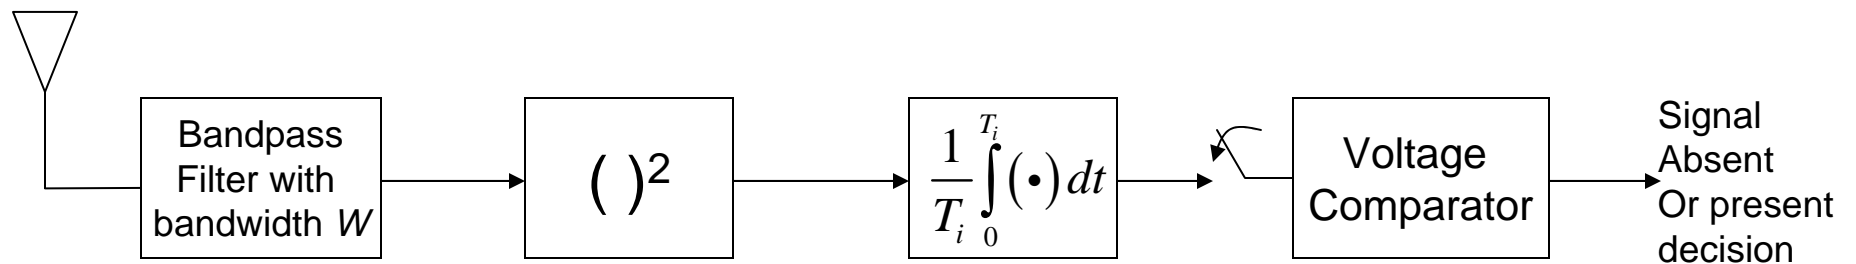 Bandpass
Filter with
bandwidth W
( )²
1/T_i ∫_0^{T_i} (•) dt
Voltage
Comparator
Signal
Absent
Or present
decision